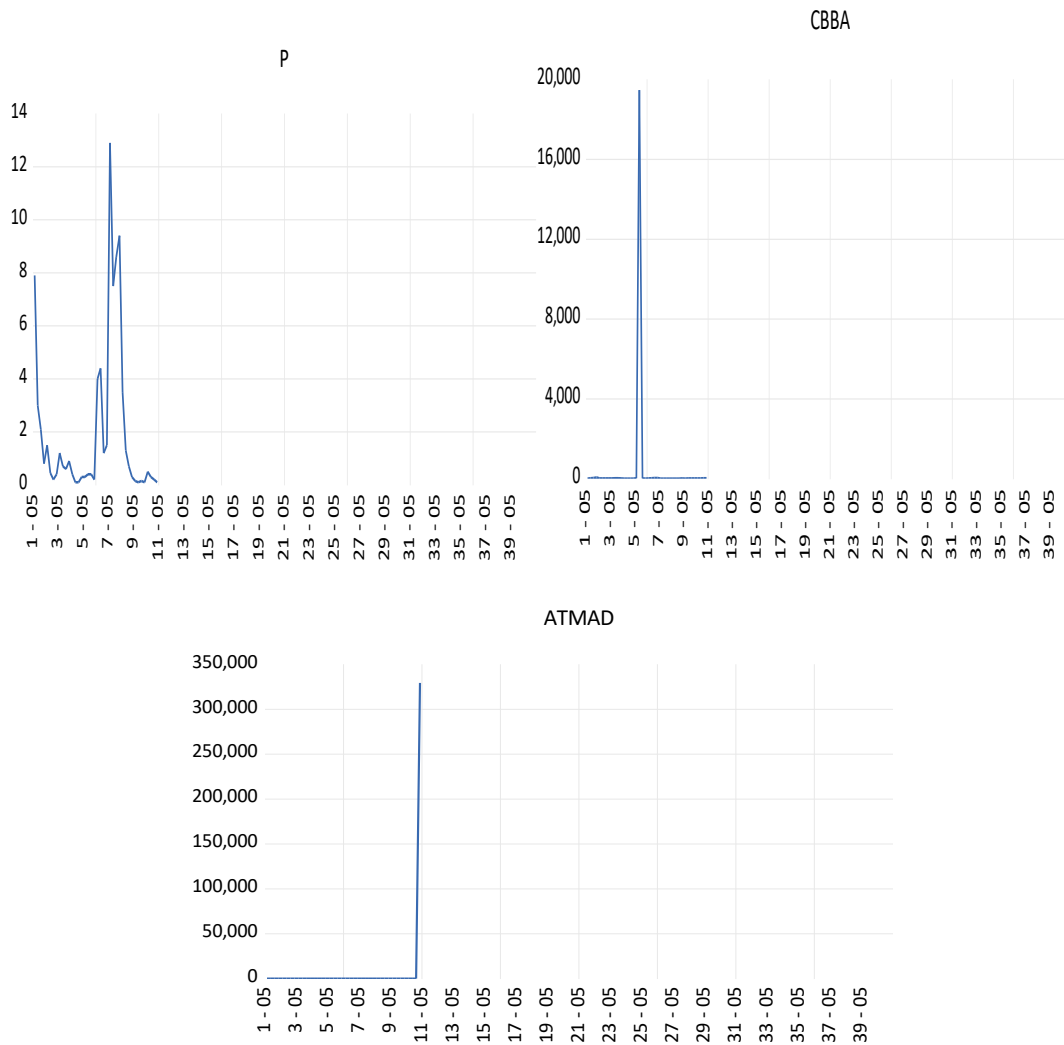 P
14
12
10
8
6
4
2
0
1 - 05
3 - 05
5 - 05
7 - 05
9 - 05
11 - 05
13 - 05
15 - 05
17 - 05
19 - 05
21 - 05
23 - 05
25 - 05
27 - 05
29 - 05
31 - 05
33 - 05
35 - 05
37 - 05
39 - 05
CBBA
20,000
16,000
12,000
8,000
4,000
0
1 - 05
3 - 05
5 - 05
7 - 05
9 - 05
11 - 05
13 - 05
15 - 05
17 - 05
19 - 05
21 - 05
23 - 05
25 - 05
27 - 05
29 - 05
31 - 05
33 - 05
35 - 05
37 - 05
39 - 05
ATMAD
350,000
300,000
250,000
200,000
150,000
100,000
50,000
0
1 - 05
3 - 05
5 - 05
7 - 05
9 - 05
11 - 05
13 - 05
15 - 05
17 - 05
19 - 05
21 - 05
23 - 05
25 - 05
27 - 05
29 - 05
31 - 05
33 - 05
35 - 05
37 - 05
39 - 05